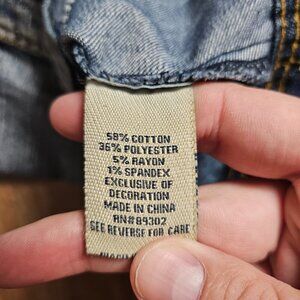 58% COTTON
36% POLYESTER
5% RAYON
1% SPANDEX
EXCLUSIVE OF
DECORATION
MADE IN CHINA
RN#89302
SEE REVERSE FOR CARE